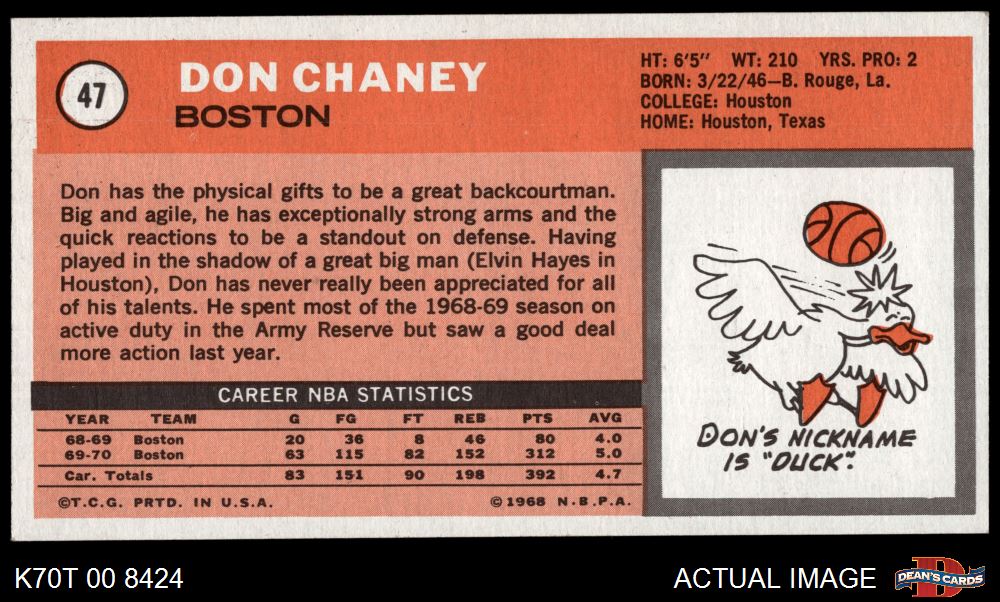 47
DON CHANEY
BOSTON
HT: 6'5" WT: 210 YRS. PRO: 2
BORN: 3/22/46—B. Rouge, La.
COLLEGE: Houston
HOME: Houston, Texas
Don has the physical gifts to be a great backcourtman.
Big and agile, he has exceptionally strong arms and the
quick reactions to be a standout on defense. Having
played in the shadow of a great big man (Elvin Hayes in
Houston), Don has never really been appreciated for all
of his talents. He spent most of the 1968-69 season on
active duty in the Army Reserve but saw a good deal
more action last year.
CAREER NBA STATISTICS
YEAR TEAM G FG FT REB PTS AVG
68-69 Boston 20 36 8 46 80 4.0
69-70 Boston 63 115 82 152 312 5.0
Car. Totals 83 151 90 198 392 4.7
©T.C.G. PRTD. IN U.S.A. ©1968 N.B.P.A.
DON'S NICKNAME
IS "DUCK".
K70T 00 8424
ACTUAL IMAGE
D
DEAN'S CARDS